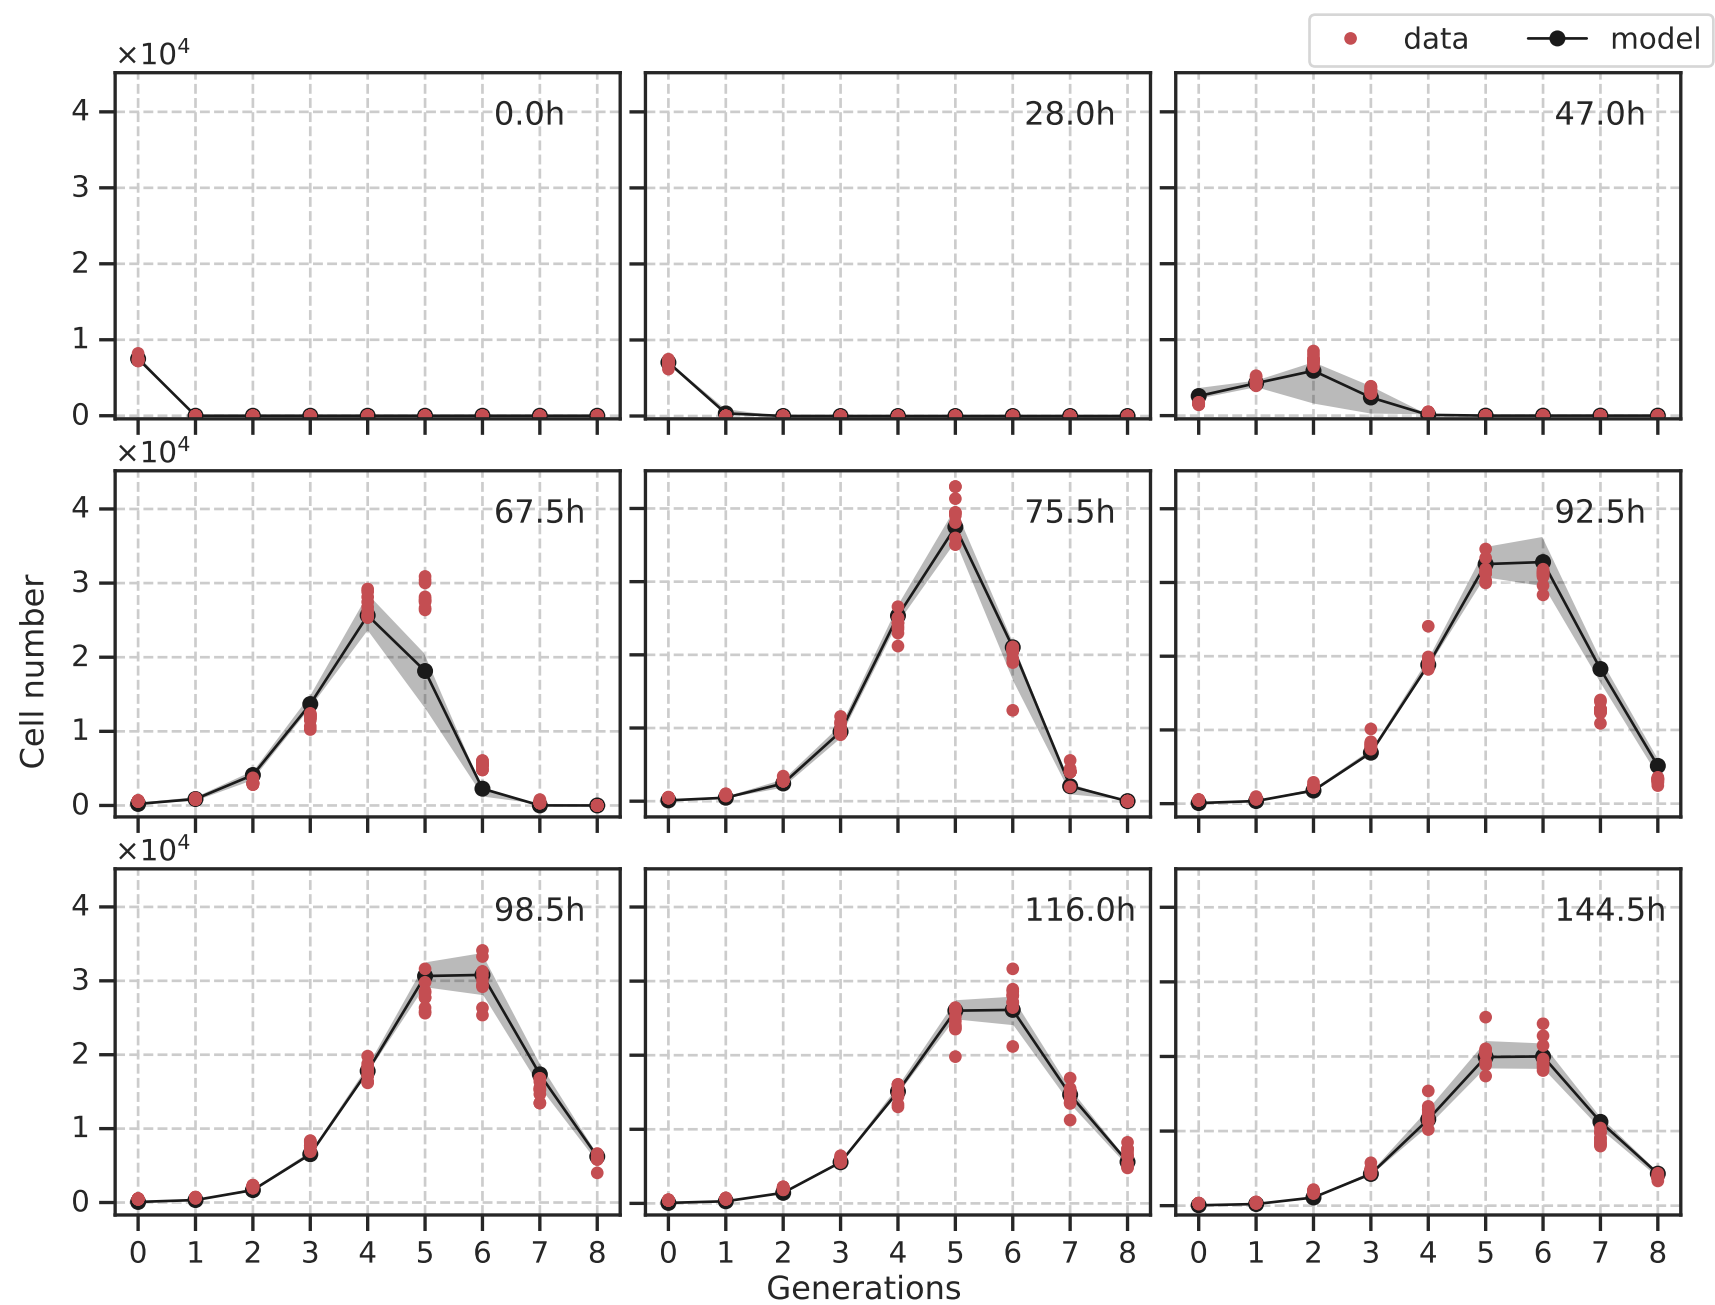 data model
×10⁴
4
3
2
1
0
0.0h
28.0h
47.0h
×10⁴
4
3
2
1
0
67.5h
75.5h
92.5h
Cell number
×10⁴
4
3
2
1
0
98.5h
116.0h
144.5h
0 1 2 3 4 5 6 7 8
0 1 2 3 4 5 6 7 8
0 1 2 3 4 5 6 7 8
Generations